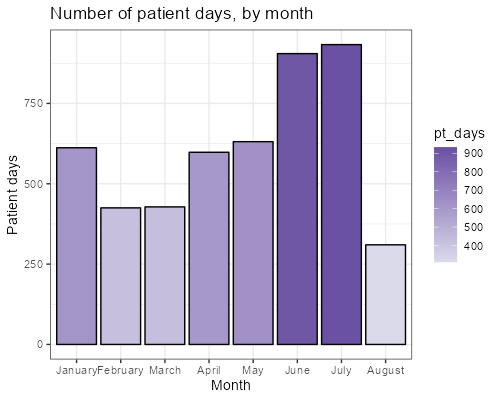 Number of patient days, by month
Patient days
750
500
250
0
January February March April May June July August
Month
pt_days
900
800
700
600
500
400